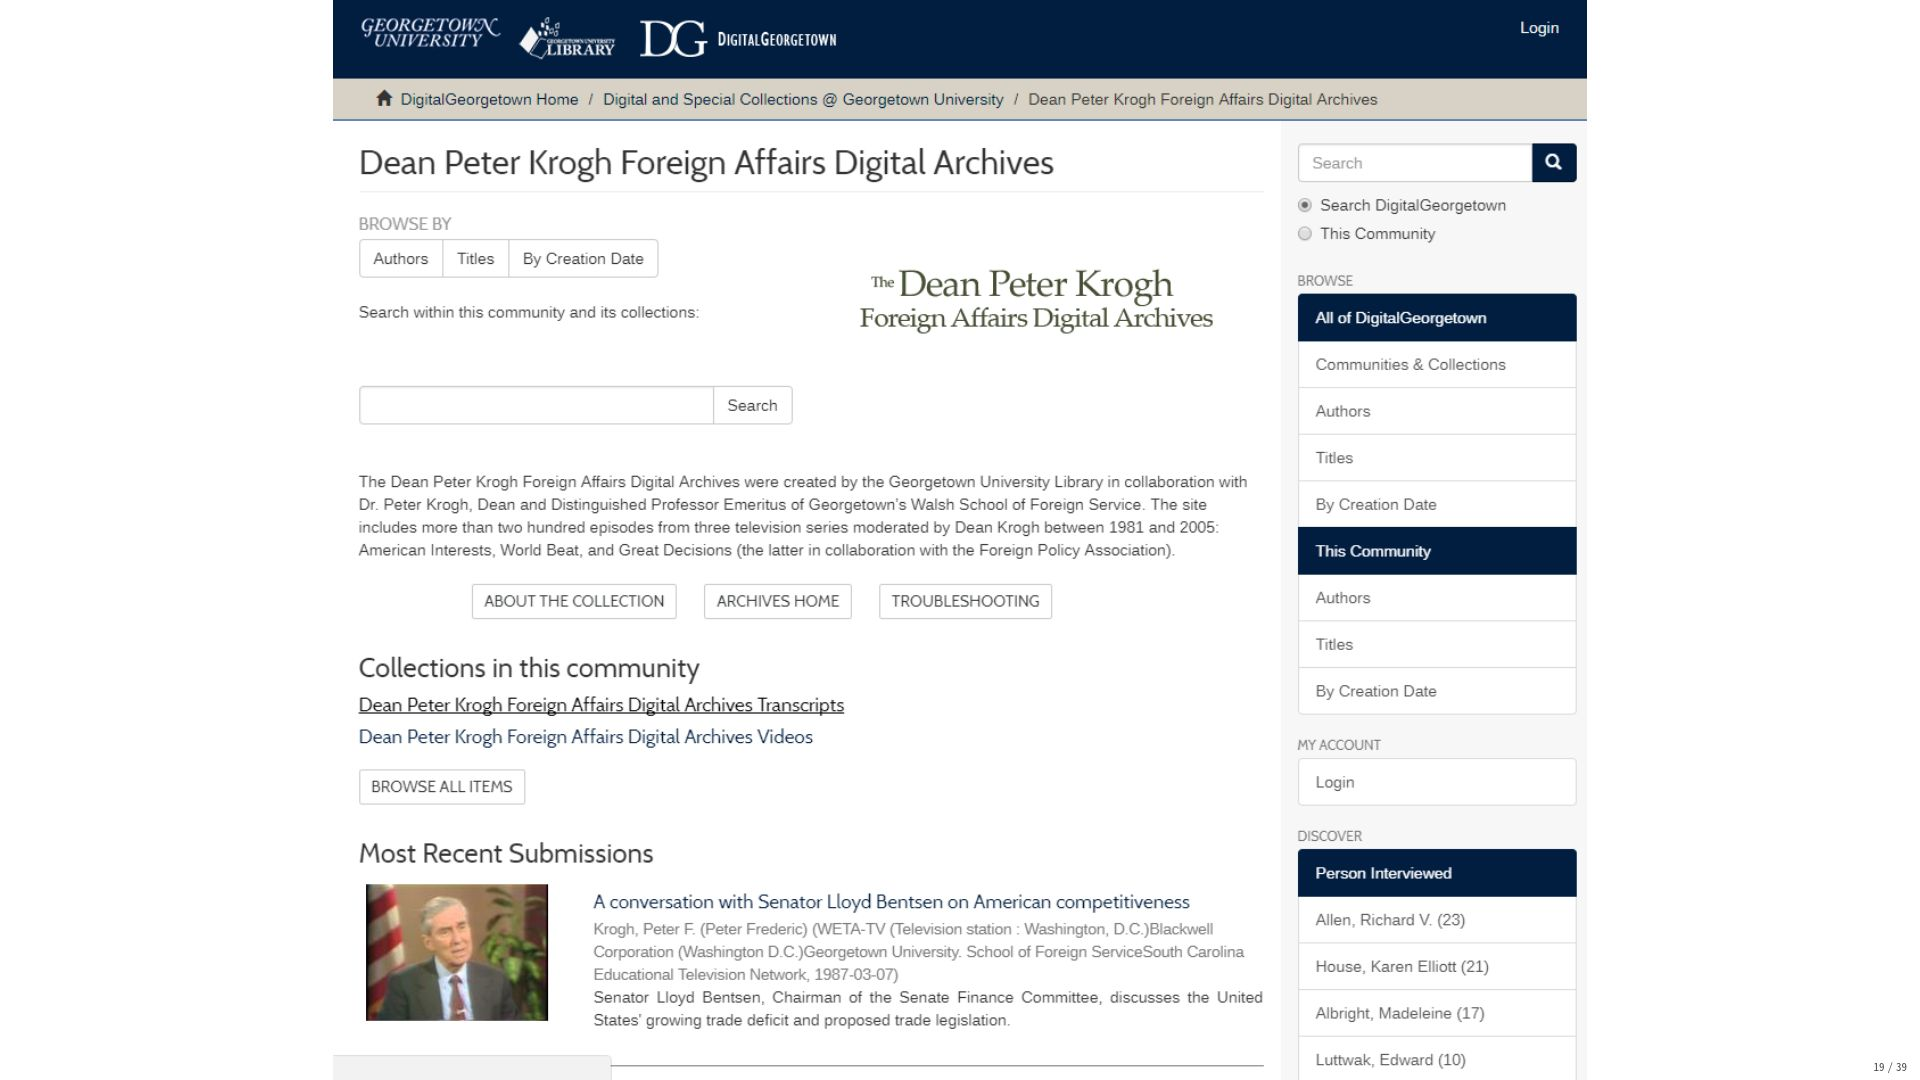 GEORGETOWN
UNIVERSITY
GEORGETOWN UNIVERSITY
LIBRARY
DG DIGITALGEORGETOWN
Login
DigitalGeorgetown Home / Digital and Special Collections @ Georgetown University / Dean Peter Krogh Foreign Affairs Digital Archives
Dean Peter Krogh Foreign Affairs Digital Archives
BROWSE BY
Authors
Titles
By Creation Date
Search within this community and its collections:
The Dean Peter Krogh
Foreign Affairs Digital Archives
Search
The Dean Peter Krogh Foreign Affairs Digital Archives were created by the Georgetown University Library in collaboration with
Dr. Peter Krogh, Dean and Distinguished Professor Emeritus of Georgetown's Walsh School of Foreign Service. The site
includes more than two hundred episodes from three television series moderated by Dean Krogh between 1981 and 2005:
American Interests, World Beat, and Great Decisions (the latter in collaboration with the Foreign Policy Association).
ABOUT THE COLLECTION
ARCHIVES HOME
TROUBLESHOOTING
Collections in this community
Dean Peter Krogh Foreign Affairs Digital Archives Transcripts
Dean Peter Krogh Foreign Affairs Digital Archives Videos
BROWSE ALL ITEMS
Most Recent Submissions
A conversation with Senator Lloyd Bentsen on American competitiveness
Krogh, Peter F. (Peter Frederic) (WETA-TV (Television station : Washington, D.C.)Blackwell
Corporation (Washington D.C.)Georgetown University. School of Foreign ServiceSouth Carolina
Educational Television Network, 1987-03-07)
Senator Lloyd Bentsen, Chairman of the Senate Finance Committee, discusses the United
States' growing trade deficit and proposed trade legislation.
Search
Search DigitalGeorgetown
This Community
BROWSE
All of DigitalGeorgetown
Communities & Collections
Authors
Titles
By Creation Date
This Community
Authors
Titles
By Creation Date
MY ACCOUNT
Login
DISCOVER
Person Interviewed
Allen, Richard V. (23)
House, Karen Elliott (21)
Albright, Madeleine (17)
Luttwak, Edward (10)
19 / 39